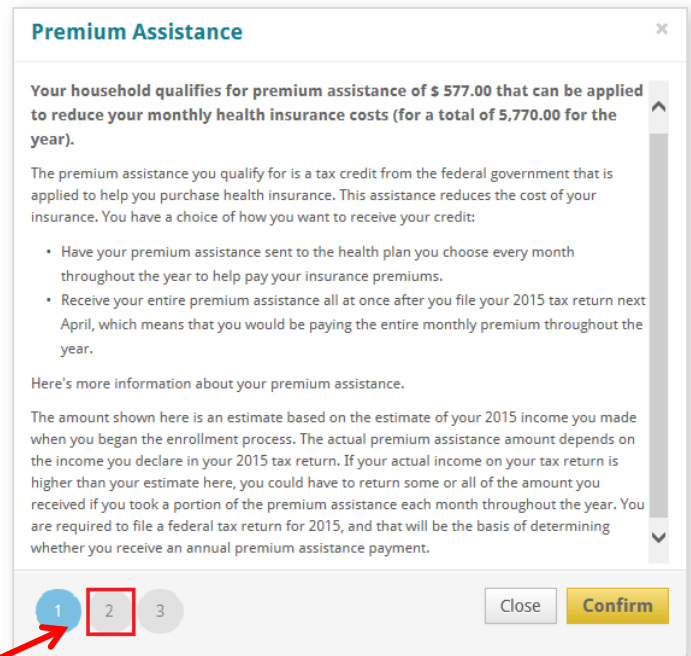 Premium Assistance ×
Your household qualifies for premium assistance of $ 577.00 that can be applied
to reduce your monthly health insurance costs (for a total of 5,770.00 for the
year).
The premium assistance you qualify for is a tax credit from the federal government that is
applied to help you purchase health insurance. This assistance reduces the cost of your
insurance. You have a choice of how you want to receive your credit:
• Have your premium assistance sent to the health plan you choose every month
throughout the year to help pay your insurance premiums.
• Receive your entire premium assistance all at once after you file your 2015 tax return next
April, which means that you would be paying the entire monthly premium throughout the
year.
Here's more information about your premium assistance.
The amount shown here is an estimate based on the estimate of your 2015 income you made
when you began the enrollment process. The actual premium assistance amount depends on
the income you declare in your 2015 tax return. If your actual income on your tax return is
higher than your estimate here, you could have to return some or all of the amount you
received if you took a portion of the premium assistance each month throughout the year. You
are required to file a federal tax return for 2015, and that will be the basis of determining
whether you receive an annual premium assistance payment.
1 2 3 Close Confirm